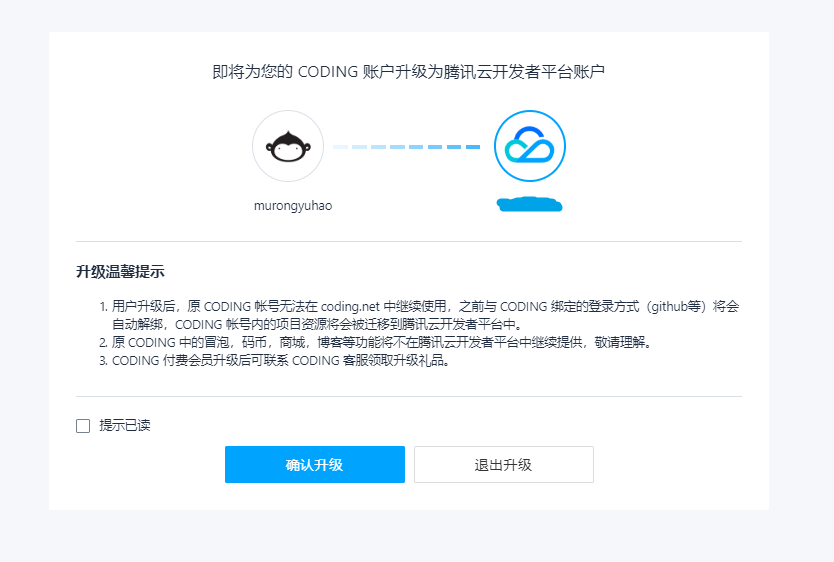 即将为您的 CODING 账户升级为腾讯云开发者平台账户
murongyuhao
升级温馨提示
1. 用户升级后，原 CODING 帐号无法在 coding.net 中继续使用，之前与 CODING 绑定的登录方式（github等）将会
自动解绑，CODING 帐号内的项目资源将会被迁移到腾讯云开发者平台中。
2. 原 CODING 中的冒泡，码币，商城，博客等功能将不在腾讯云开发者平台中继续提供，敬请理解。
3. CODING 付费会员升级后可联系 CODING 客服领取升级礼品。
提示已读
确认升级
退出升级